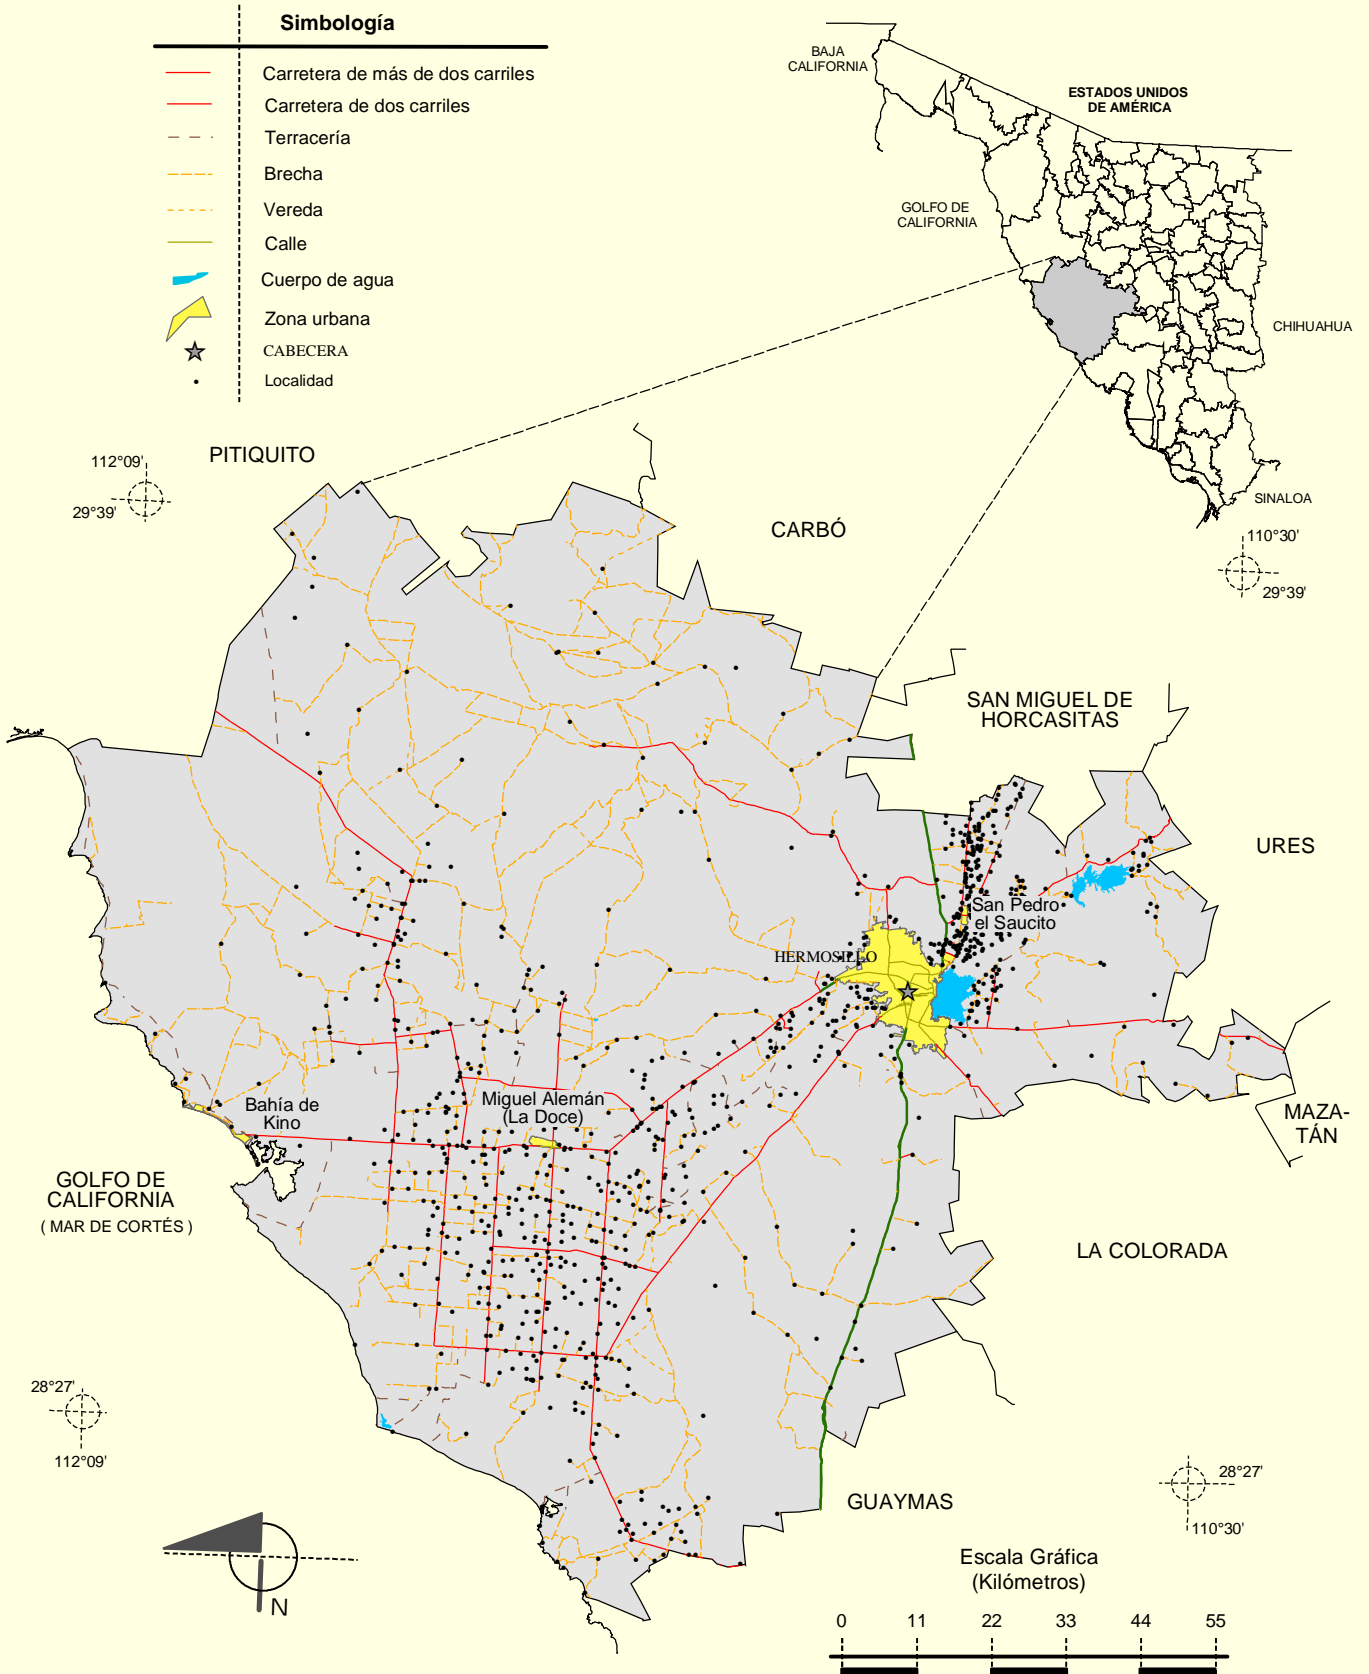 Simbología
Carretera de más de dos carriles
Carretera de dos carriles
Terracería
Brecha
Vereda
Calle
Cuerpo de agua
Zona urbana
CABECERA
Localidad
BAJA
CALIFORNIA
ESTADOS UNIDOS
DE AMÉRICA
GOLFO DE
CALIFORNIA
CHIHUAHUA
SINALOA
PITIQUITO
112°09'
29°39'
CARBÓ
110°30'
29°39'
SAN MIGUEL DE
HORCASITAS
URES
San Pedro
el Saucito
HERMOSILLO
Bahía de
Kino
Miguel Alemán
(La Doce)
MAZA-
TÁN
GOLFO DE
CALIFORNIA
( MAR DE CORTÉS )
LA COLORADA
28°27'
112°09'
28°27'
110°30'
GUAYMAS
N
Escala Gráfica
(Kilómetros)
0 11 22 33 44 55